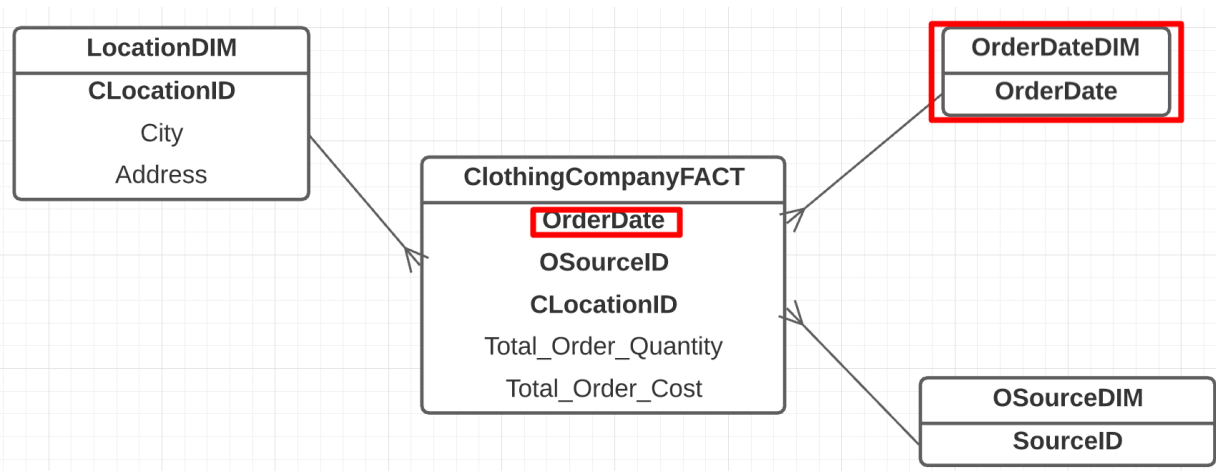 LocationDIM
CLocationID
City
Address
OrderDateDIM
OrderDate
ClothingCompanyFACT
OrderDate
OSourceID
CLocationID
Total_Order_Quantity
Total_Order_Cost
OSourceDIM
SourceID